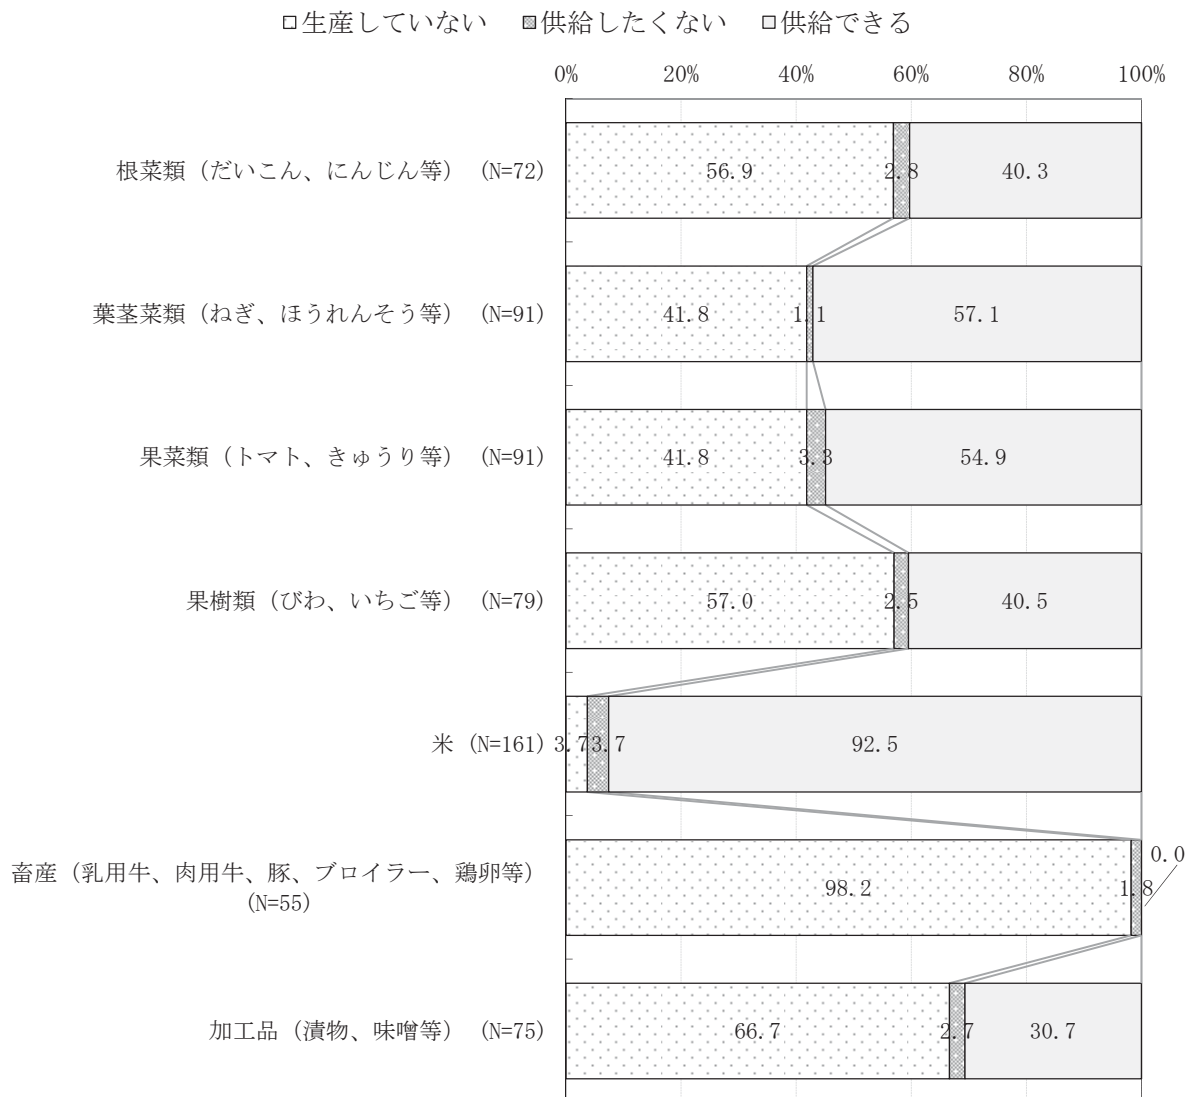 □生産していない ▩供給したくない □供給できる
0% 20% 40% 60% 80% 100%
根菜類（だいこん、にんじん等）（N=72） 56.9 2.8 40.3
葉茎菜類（ねぎ、ほうれんそう等）（N=91） 41.8 1.1 57.1
果菜類（トマト、きゅうり等）（N=91） 41.8 3.3 54.9
果樹類（びわ、いちご等）（N=79） 57.0 2.5 40.5
米（N=161） 3.7 3.7 92.5
畜産（乳用牛、肉用牛、豚、ブロイラー、鶏卵等）
（N=55） 98.2 1.8 0.0
加工品（漬物、味噌等）（N=75） 66.7 2.7 30.7